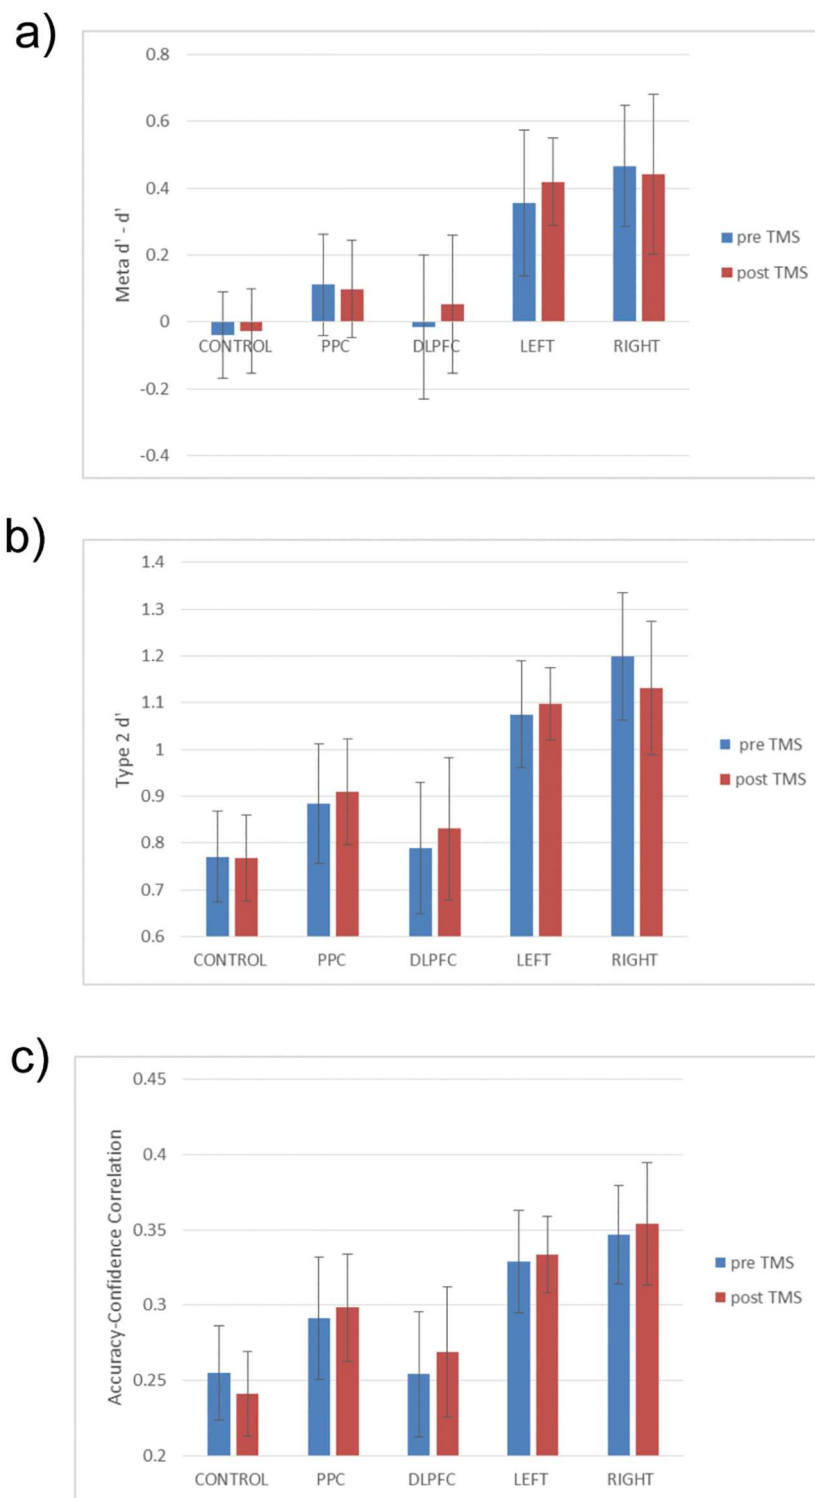 a)
0.8
0.6
0.4
0.2
0
-0.2
-0.4
Meta d' - d'
CONTROL PPC DLPFC LEFT RIGHT
pre TMS
post TMS
b)
1.4
1.3
1.2
1.1
1
0.9
0.8
0.7
0.6
Type 2 d'
CONTROL PPC DLPFC LEFT RIGHT
pre TMS
post TMS
c)
0.45
0.4
0.35
0.3
0.25
0.2
Accuracy-Confidence Correlation
CONTROL PPC DLPFC LEFT RIGHT
pre TMS
post TMS